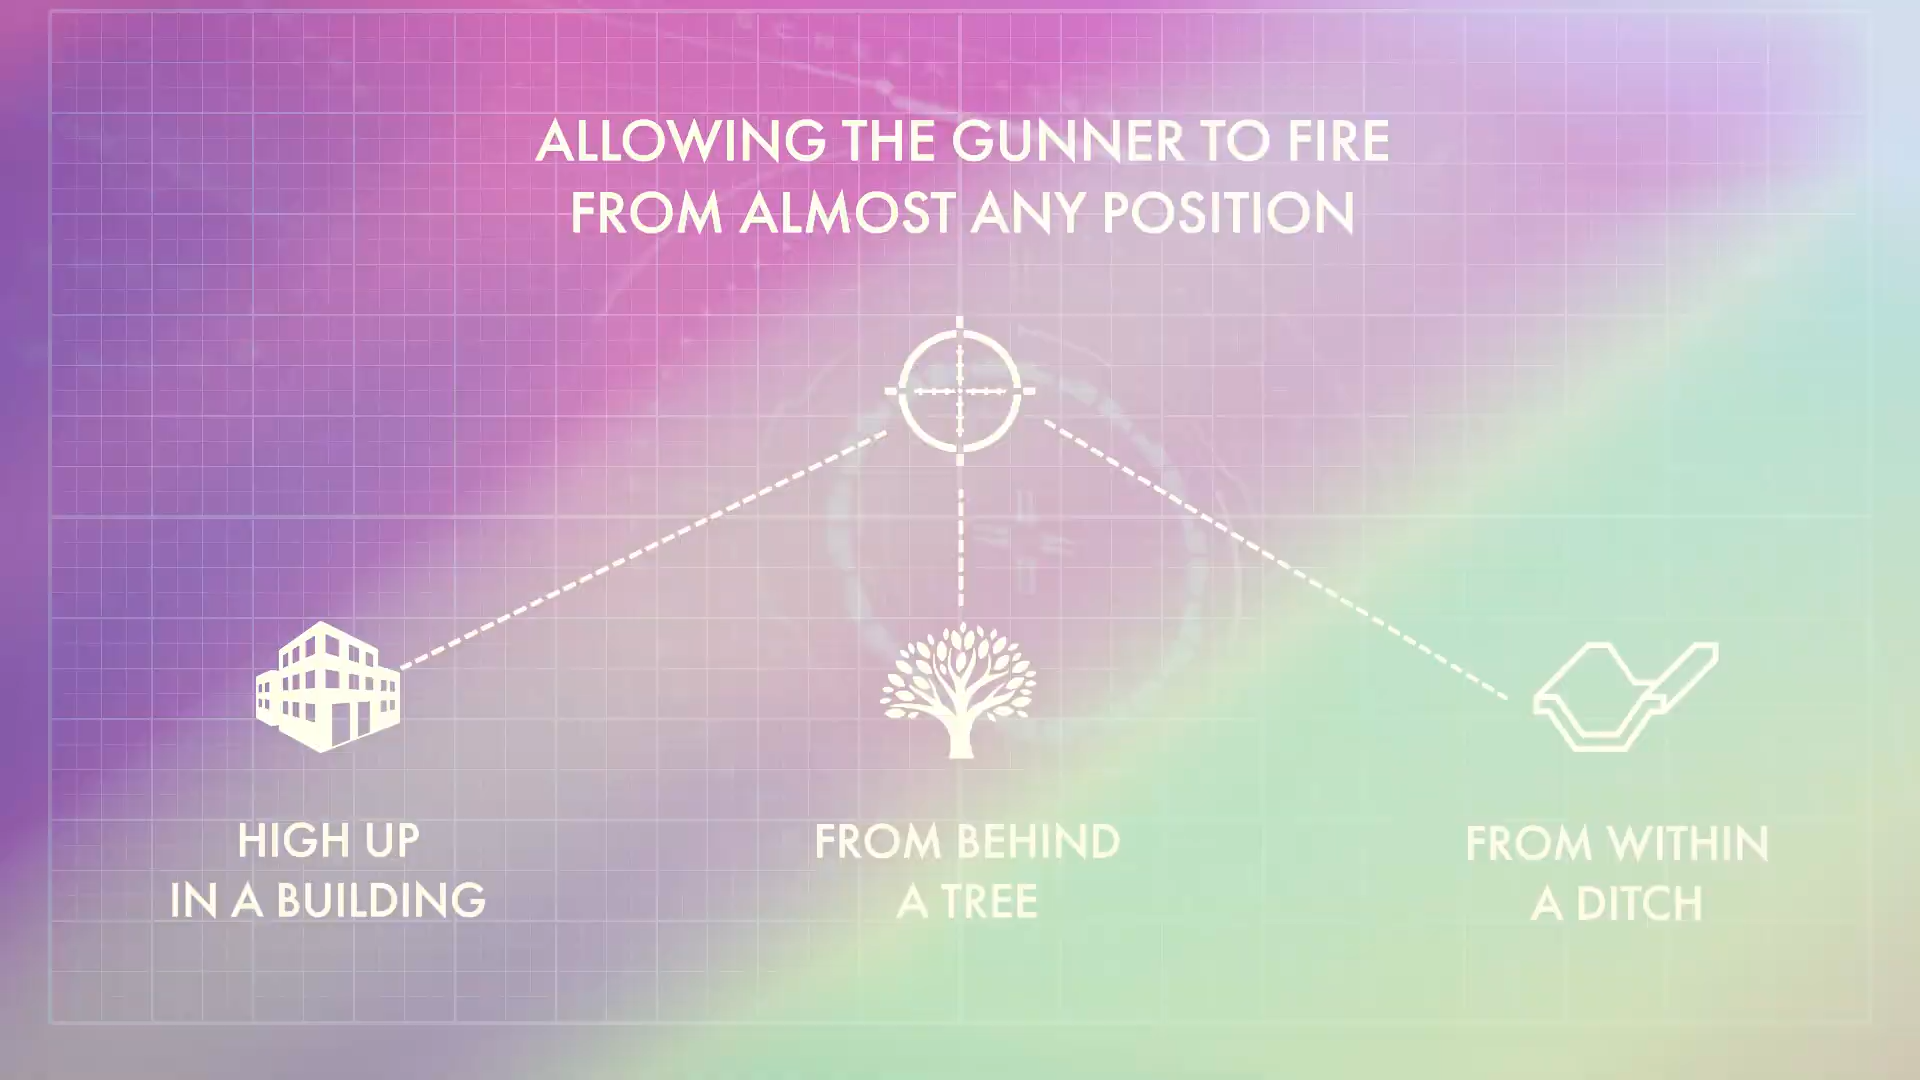 ALLOWING THE GUNNER TO FIRE
FROM ALMOST ANY POSITION
HIGH UP
IN A BUILDING
FROM BEHIND
A TREE
FROM WITHIN
A DITCH